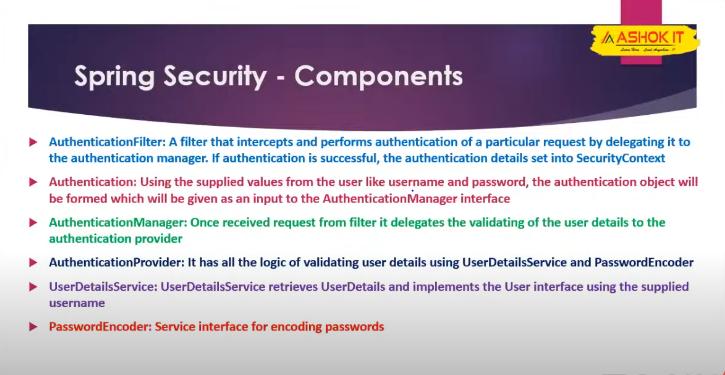 ASHOK IT
Learn Here.. Lead Anywhere..!!
Spring Security - Components
AuthenticationFilter: A filter that intercepts and performs authentication of a particular request by delegating it to
the authentication manager. If authentication is successful, the authentication details set into SecurityContext
Authentication: Using the supplied values from the user like username and password, the authentication object will
be formed which will be given as an input to the AuthenticationManager interface
AuthenticationManager: Once received request from filter it delegates the validating of the user details to the
authentication provider
AuthenticationProvider: It has all the logic of validating user details using UserDetailsService and PasswordEncoder
UserDetailsService: UserDetailsService retrieves UserDetails and implements the User interface using the supplied
username
PasswordEncoder: Service interface for encoding passwords